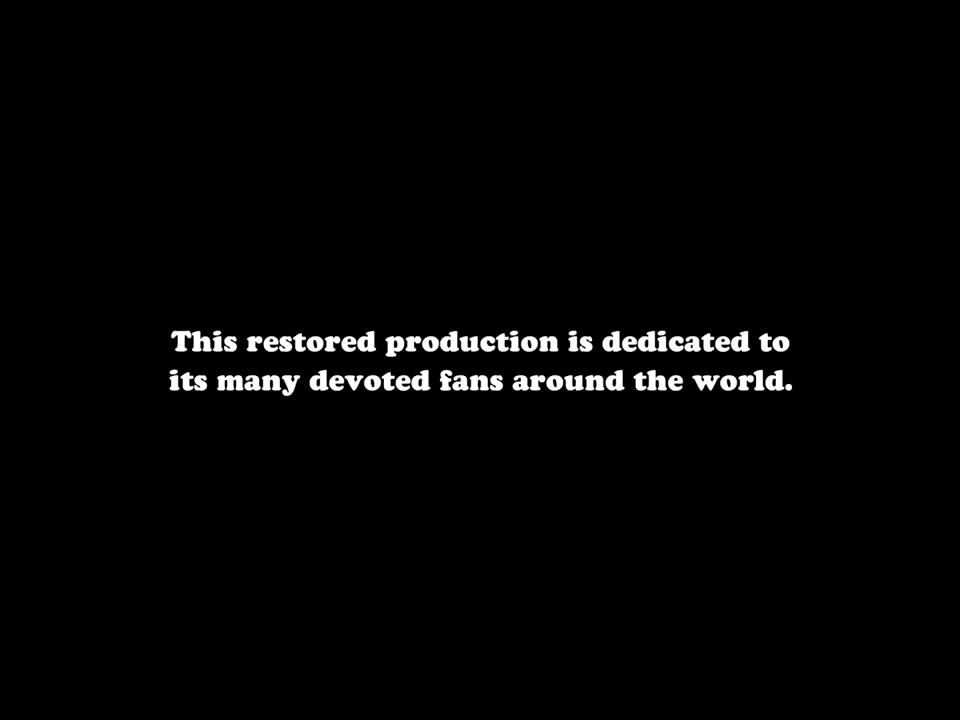 This restored production is dedicated to
its many devoted fans around the world.